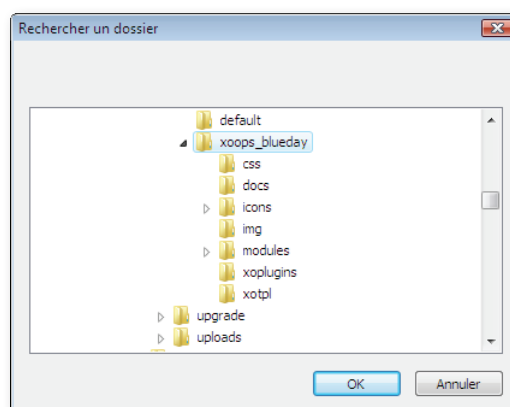 Rechercher un dossier
default
xoops_blueday
css
docs
icons
img
modules
xoplugins
xotpl
upgrade
uploads
OK
Annuler